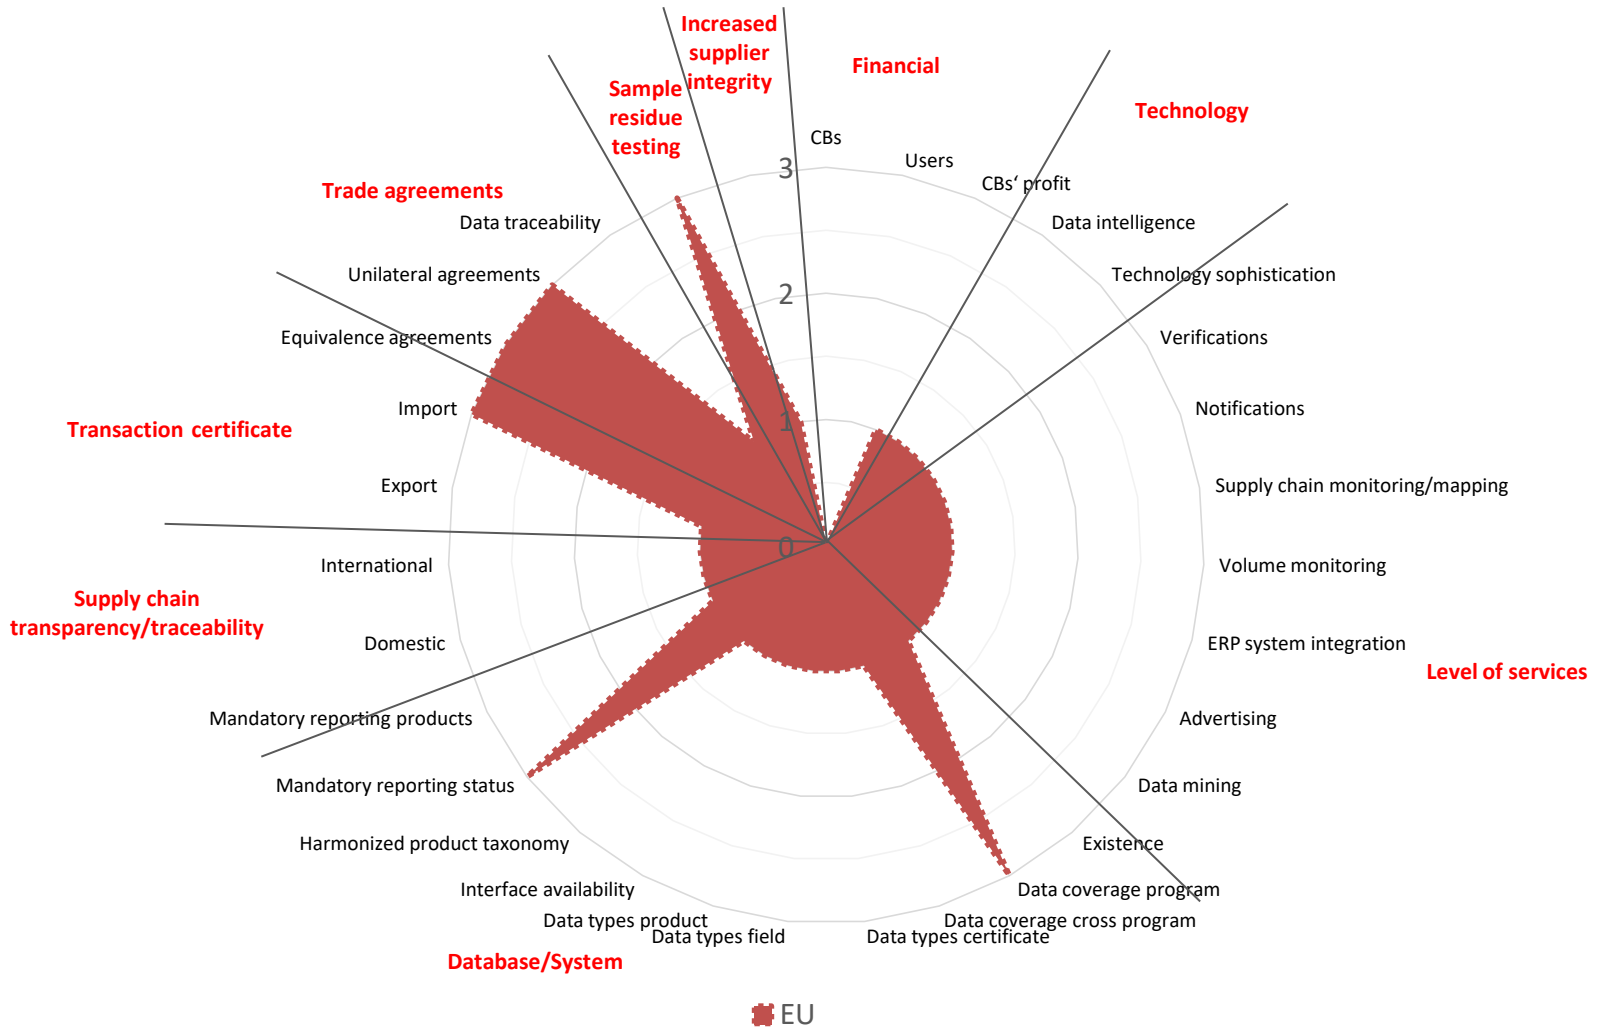 Increased
supplier
integrity
Financial
Sample
residue
testing
Technology
CBs
Users
CBs‘ profit
Trade agreements
Data traceability
Data intelligence
Unilateral agreements
Technology sophistication
Equivalence agreements
Verifications
Import
Notifications
Transaction certificate
Export
Supply chain monitoring/mapping
International
Volume monitoring
Supply chain
transparency/traceability
Domestic
ERP system integration
Level of services
Mandatory reporting products
Advertising
Mandatory reporting status
Data mining
Harmonized product taxonomy
Existence
Interface availability
Data coverage program
Data types product
Data coverage cross program
Data types field
Data types certificate
Database/System
3
2
1
0
EU